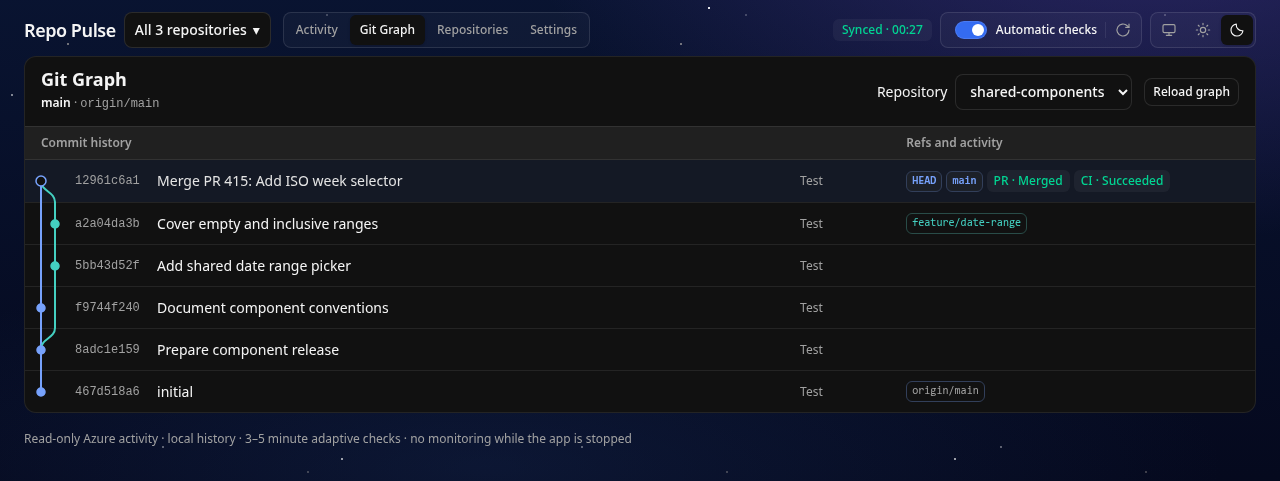 Repo Pulse All 3 repositories ▾ Activity Git Graph Repositories Settings Synced · 00:27 Automatic checks
Git Graph
main · origin/main
Repository shared-components Reload graph
Commit history Refs and activity
12961c6a1 Merge PR 415: Add ISO week selector Test HEAD main PR · Merged CI · Succeeded
a2a04da3b Cover empty and inclusive ranges Test feature/date-range
5bb43d52f Add shared date range picker Test
f9744f240 Document component conventions Test
8adc1e159 Prepare component release Test
467d518a6 initial Test origin/main
Read-only Azure activity · local history · 3–5 minute adaptive checks · no monitoring while the app is stopped